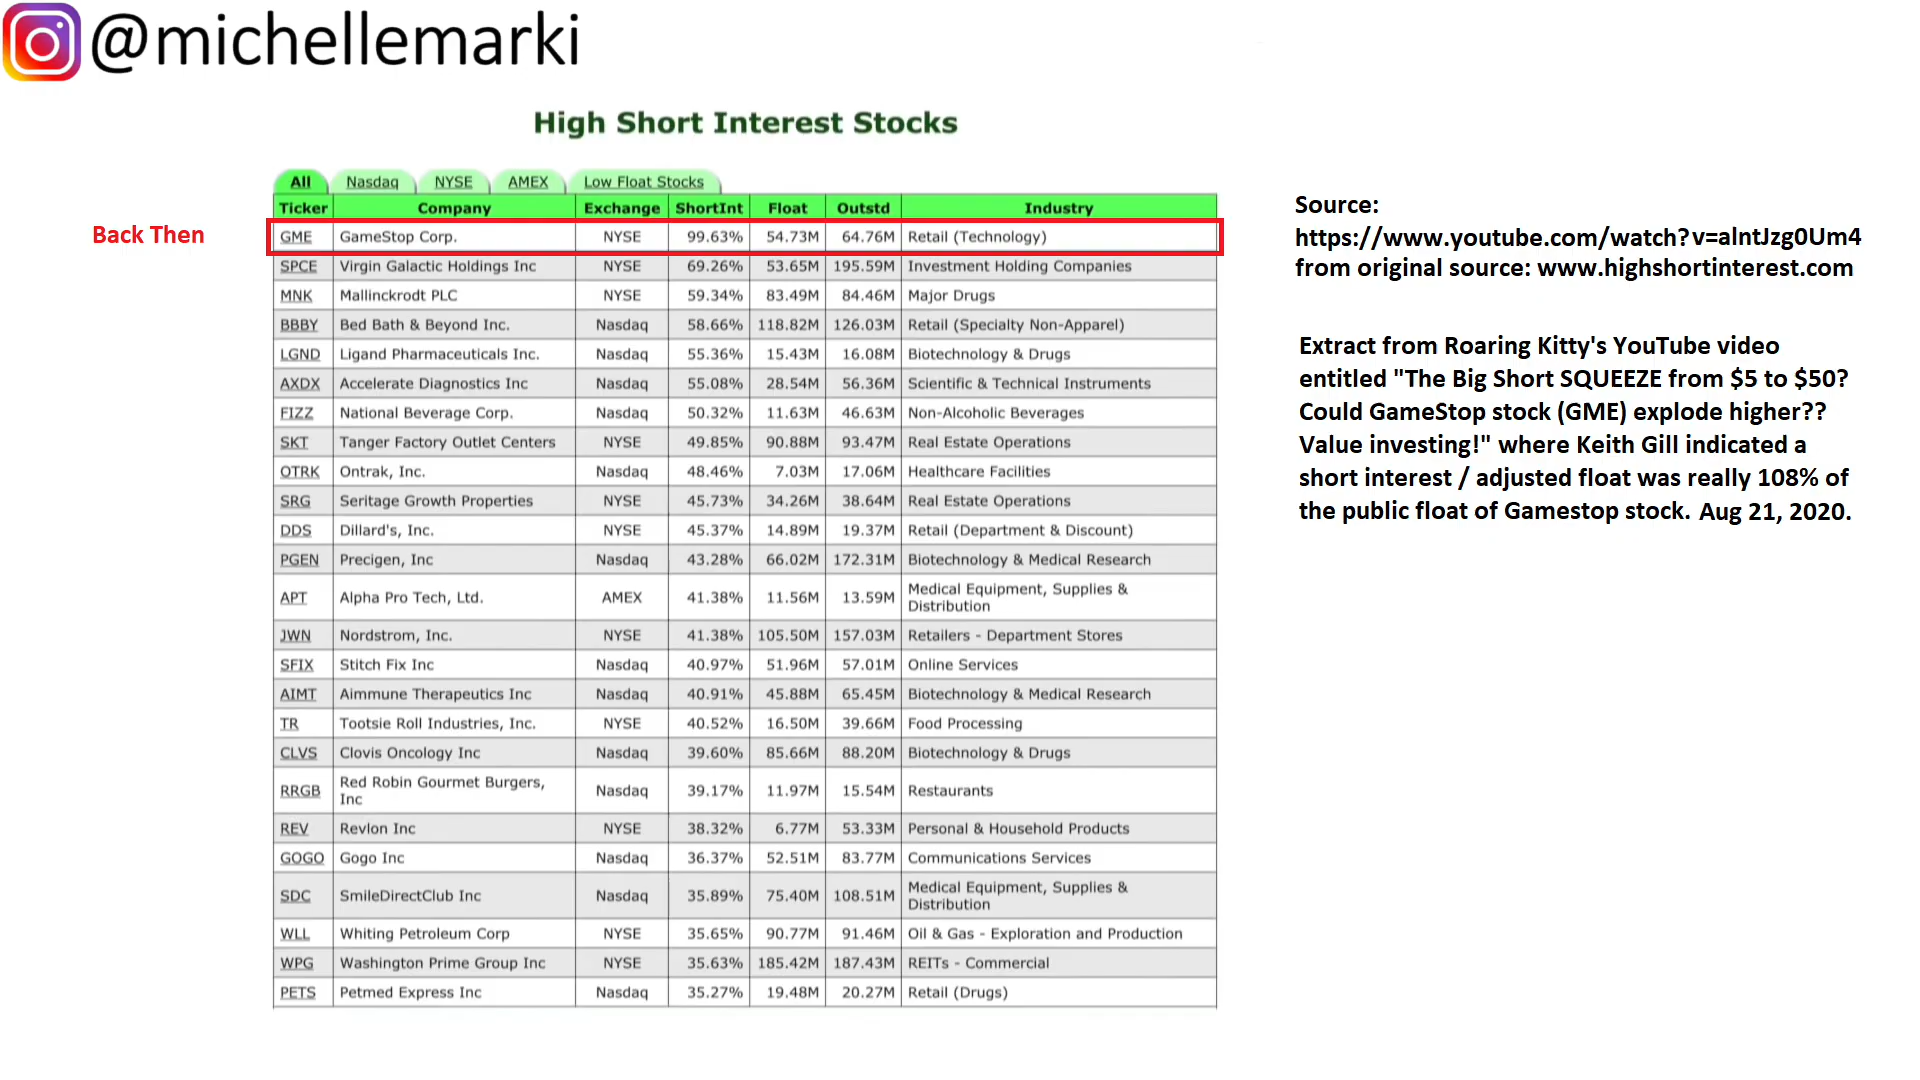 @michellemarki
High Short Interest Stocks
All Nasdaq NYSE AMEX Low Float Stocks
Ticker Company Exchange ShortInt Float Outstd Industry
Back Then
GME GameStop Corp. NYSE 99.63% 54.73M 64.76M Retail (Technology)
SPCE Virgin Galactic Holdings Inc NYSE 69.26% 53.65M 195.59M Investment Holding Companies
MNK Mallinckrodt PLC NYSE 59.34% 83.49M 84.46M Major Drugs
BBBY Bed Bath & Beyond Inc. Nasdaq 58.66% 118.82M 126.03M Retail (Specialty Non-Apparel)
LGND Ligand Pharmaceuticals Inc. Nasdaq 55.36% 15.43M 16.08M Biotechnology & Drugs
AXDX Accelerate Diagnostics Inc Nasdaq 55.08% 28.54M 56.36M Scientific & Technical Instruments
FIZZ National Beverage Corp. Nasdaq 50.32% 11.63M 46.63M Non-Alcoholic Beverages
SKT Tanger Factory Outlet Centers NYSE 49.85% 90.88M 93.47M Real Estate Operations
OTRK Ontrak, Inc. Nasdaq 48.46% 7.03M 17.06M Healthcare Facilities
SRG Seritage Growth Properties NYSE 45.73% 34.26M 38.64M Real Estate Operations
DDS Dillard's, Inc. NYSE 45.37% 14.89M 19.37M Retail (Department & Discount)
PGEN Precigen, Inc Nasdaq 43.28% 66.02M 172.31M Biotechnology & Medical Research
APT Alpha Pro Tech, Ltd. AMEX 41.38% 11.56M 13.59M Medical Equipment, Supplies &
Distribution
JWN Nordstrom, Inc. NYSE 41.38% 105.50M 157.03M Retailers - Department Stores
SFIX Stitch Fix Inc Nasdaq 40.97% 51.96M 57.01M Online Services
AIMT Aimmune Therapeutics Inc Nasdaq 40.91% 45.88M 65.45M Biotechnology & Medical Research
TR Tootsie Roll Industries, Inc. NYSE 40.52% 16.50M 39.66M Food Processing
CLVS Clovis Oncology Inc Nasdaq 39.60% 85.66M 88.20M Biotechnology & Drugs
RRGB Red Robin Gourmet Burgers,
Inc Nasdaq 39.17% 11.97M 15.54M Restaurants
REV Revlon Inc NYSE 38.32% 6.77M 53.33M Personal & Household Products
GOGO Gogo Inc Nasdaq 36.37% 52.51M 83.77M Communications Services
SDC SmileDirectClub Inc Nasdaq 35.89% 75.40M 108.51M Medical Equipment, Supplies &
Distribution
WLL Whiting Petroleum Corp NYSE 35.65% 90.77M 91.46M Oil & Gas - Exploration and Production
WPG Washington Prime Group Inc NYSE 35.63% 185.42M 187.43M REITs - Commercial
PETS Petmed Express Inc Nasdaq 35.27% 19.48M 20.27M Retail (Drugs)
Source:
https://www.youtube.com/watch?v=alntJzg0Um4
from original source: www.highshortinterest.com
Extract from Roaring Kitty's YouTube video
entitled "The Big Short SQUEEZE from $5 to $50?
Could GameStop stock (GME) explode higher??
Value investing!" where Keith Gill indicated a
short interest / adjusted float was really 108% of
the public float of Gamestop stock. Aug 21, 2020.